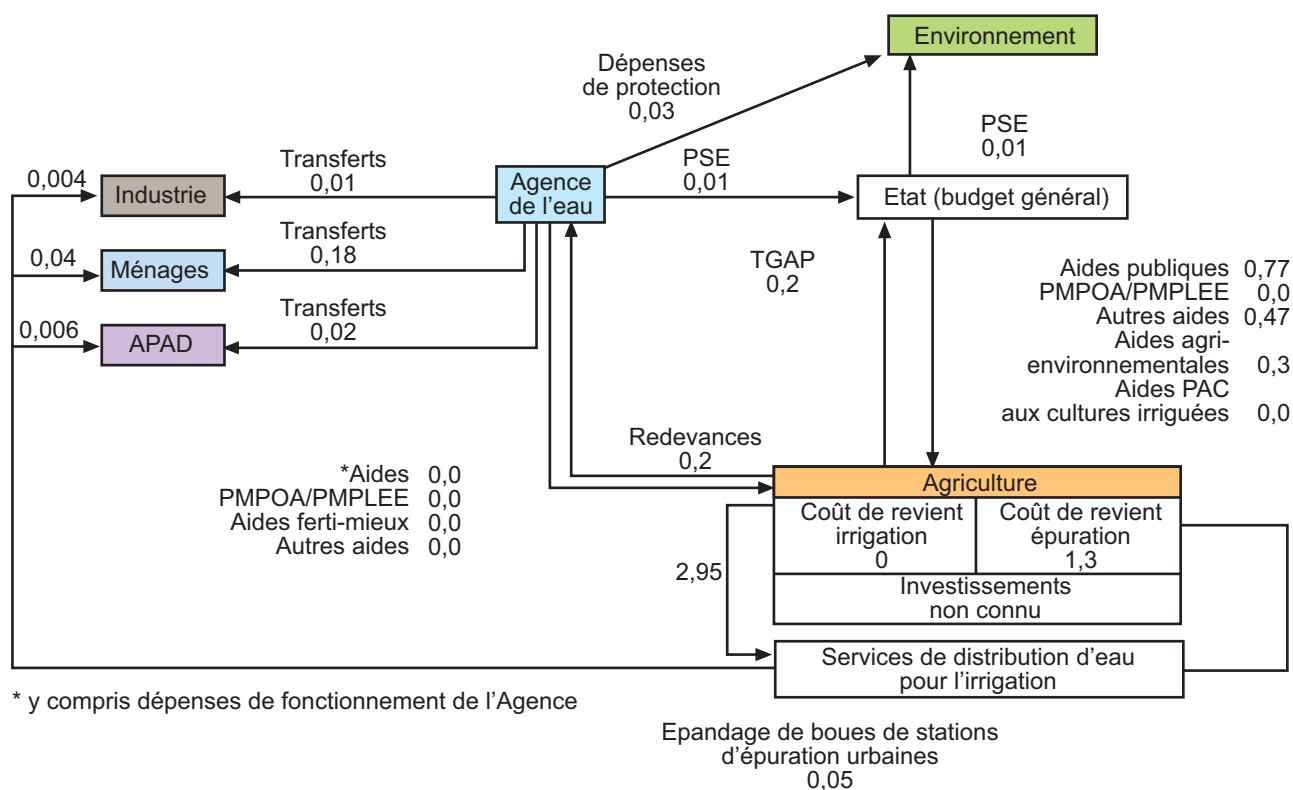 Environnement
Dépenses
de protection
0,03
PSE
0,01
0,004
Industrie
Transferts
0,01
Agence
de l'eau
PSE
0,01
Etat (budget général)
0,04
Ménages
Transferts
0,18
TGAP
0,2
Aides publiques 0,77
PMPOA/PMPLEE 0,0
Autres aides 0,47
Aides agri-
environnementales 0,3
Aides PAC
aux cultures irriguées 0,0
0,006
APAD
Transferts
0,02
Redevances
0,2
*Aides 0,0
PMPOA/PMPLEE 0,0
Aides ferti-mieux 0,0
Autres aides 0,0
Agriculture
Coût de revient
irrigation
0
Coût de revient
épuration
1,3
2,95
Investissements
non connu
Services de distribution d'eau
pour l'irrigation
* y compris dépenses de fonctionnement de l'Agence
Epandage de boues de stations
d'épuration urbaines
0,05